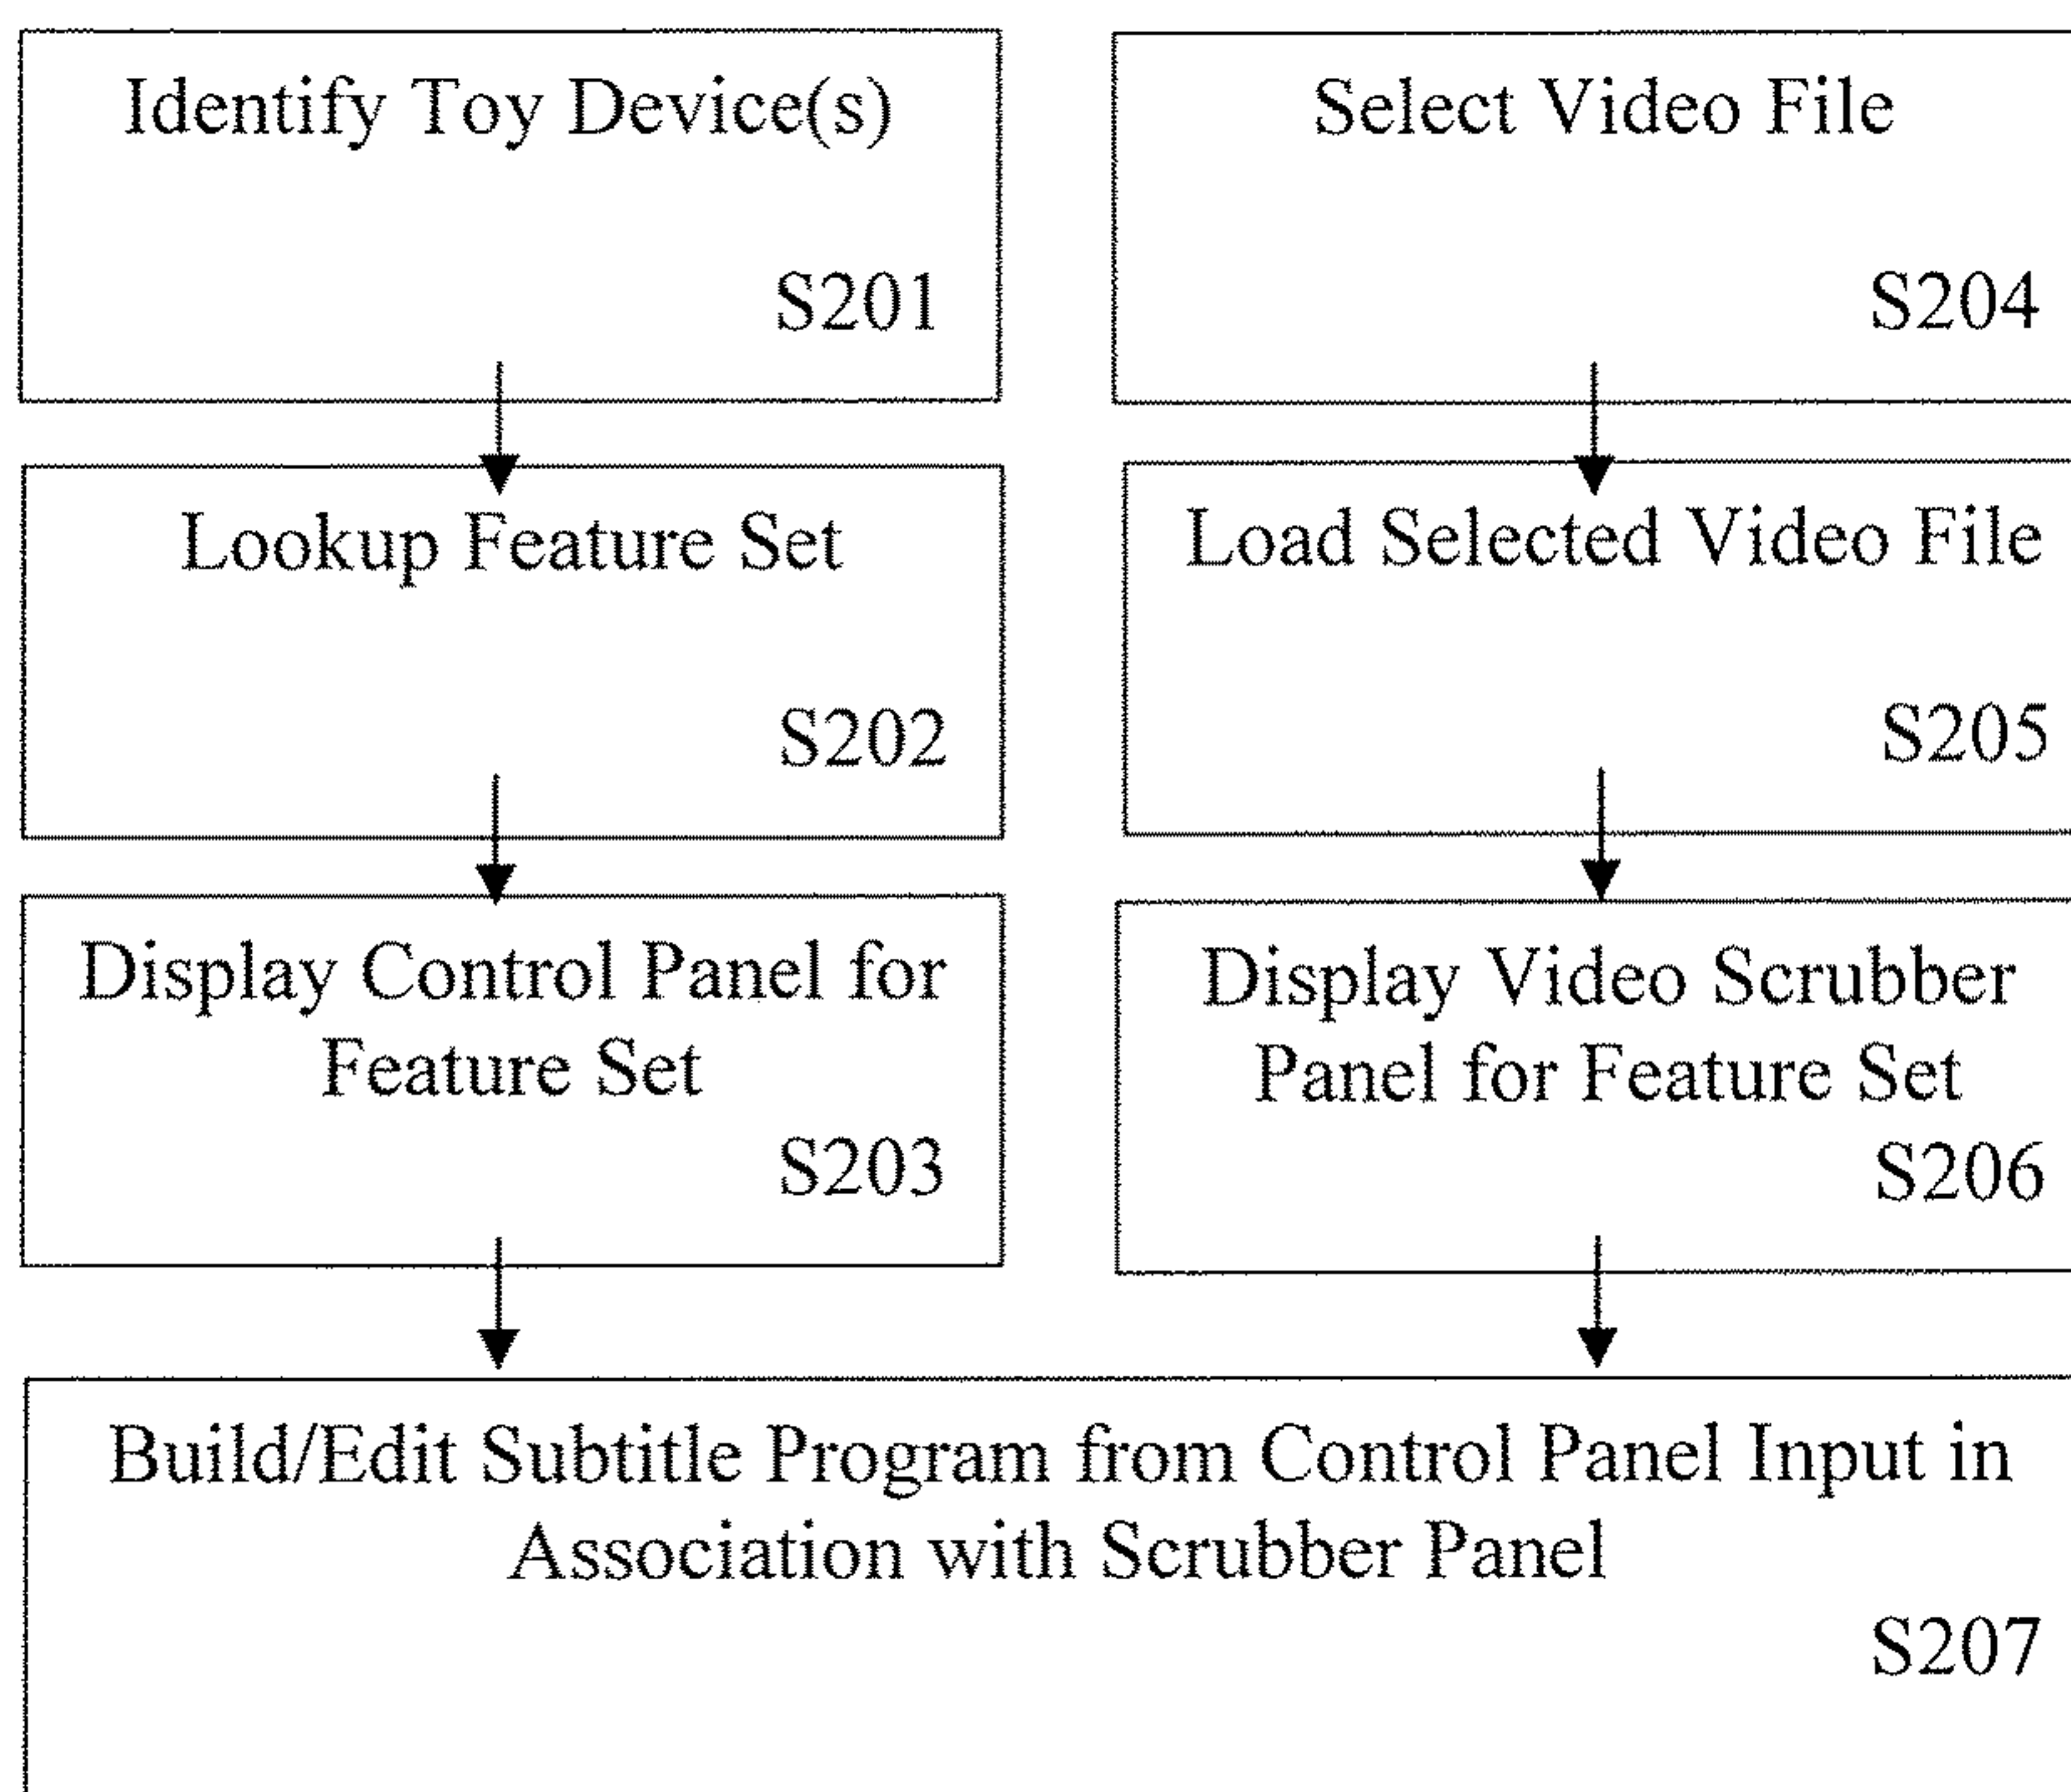 Identify Toy Device(s)
S201
Lookup Feature Set
S202
Display Control Panel for
Feature Set
S203
Select Video File
S204
Load Selected Video File
S205
Display Video Scrubber
Panel for Feature Set
S206
Build/Edit Subtitle Program from Control Panel Input in
Association with Scrubber Panel
S207